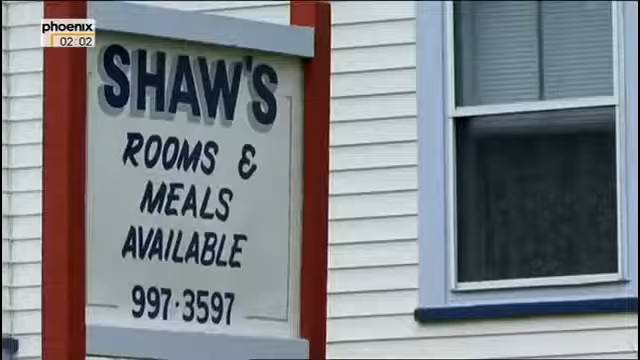 phoenix
02:02
SHAW'S
ROOMS &
MEALS
AVAILABLE
997·3597